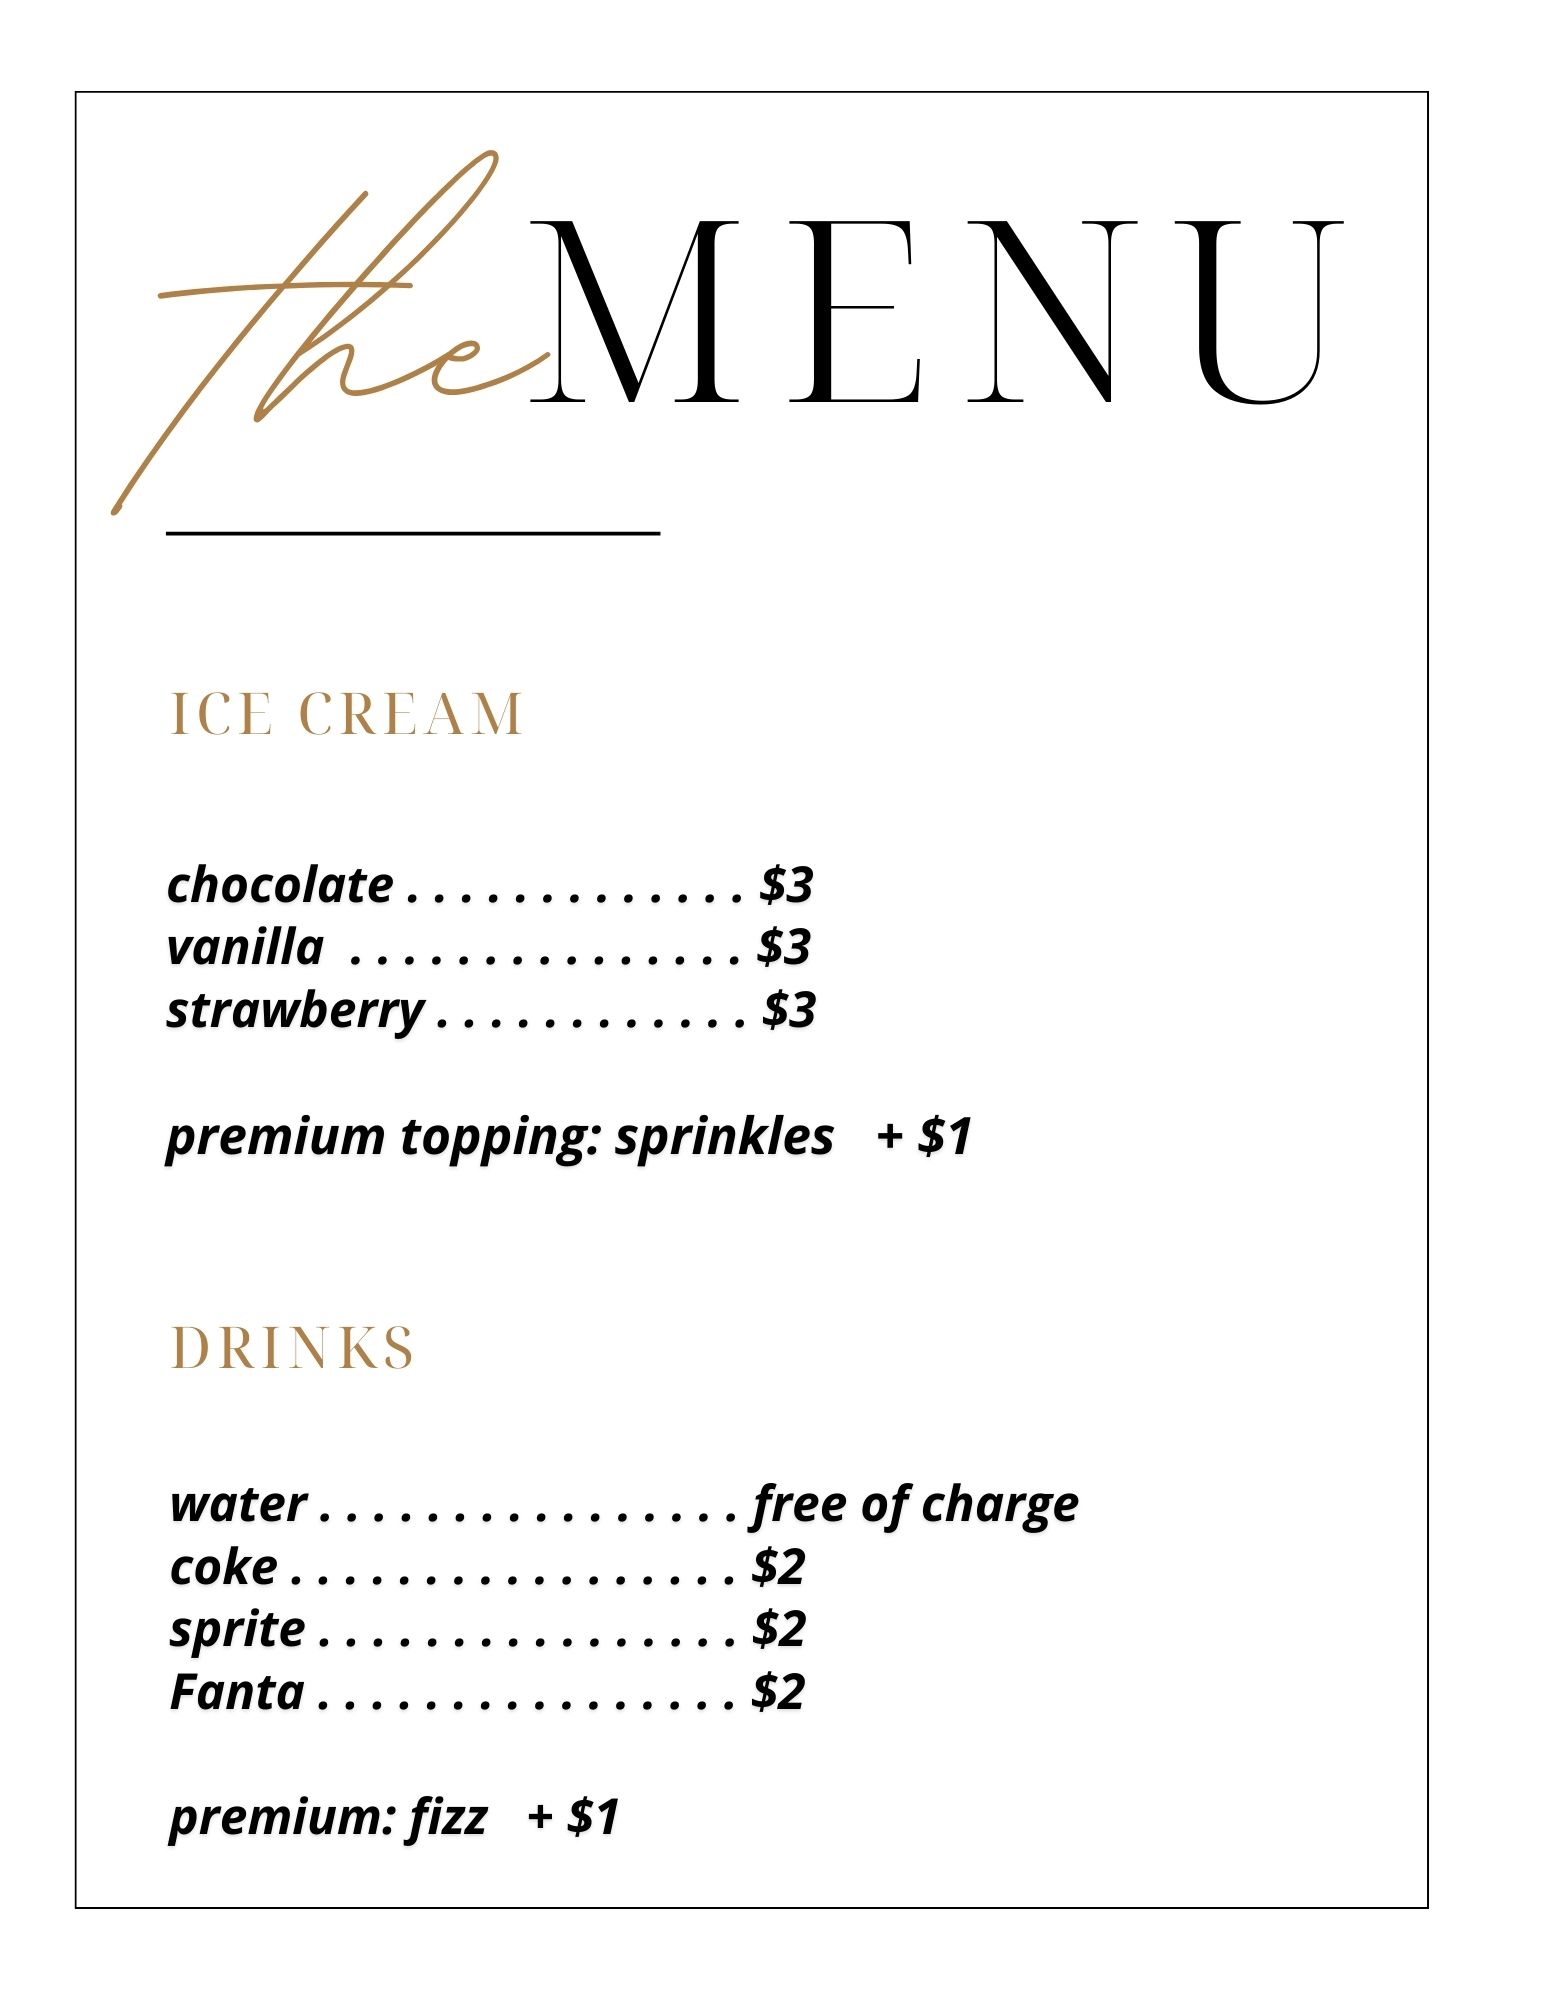 the MENU
ICE CREAM
chocolate . . . . . . . . . . . . . $3
vanilla . . . . . . . . . . . . . . . $3
strawberry . . . . . . . . . . . . $3
premium topping: sprinkles + $1
DRINKS
water . . . . . . . . . . . . . . . . free of charge
coke . . . . . . . . . . . . . . . . . $2
sprite . . . . . . . . . . . . . . . . $2
Fanta . . . . . . . . . . . . . . . . $2
premium: fizz + $1